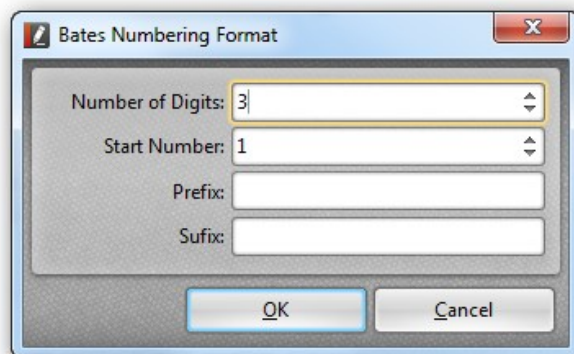 Bates Numbering Format
Number of Digits: 3
Start Number: 1
Prefix:
Sufix:
OK Cancel